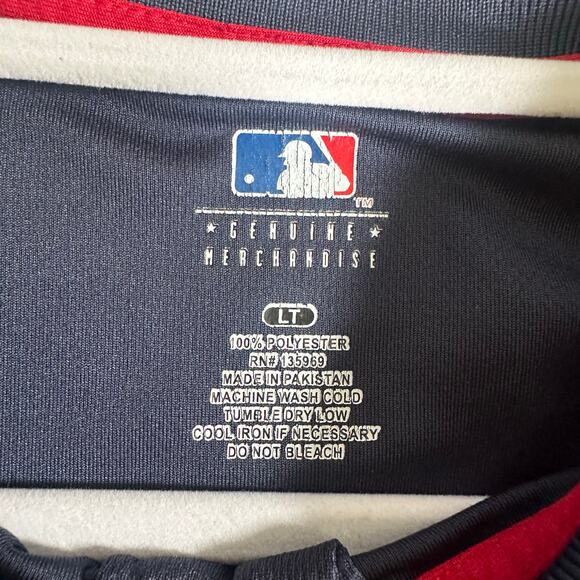 TM
★ GENUINE ★
MERCHANDISE
LT
100% POLYESTER
RN# 135969
MADE IN PAKISTAN
MACHINE WASH COLD
TUMBLE DRY LOW
COOL IRON IF NECESSARY
DO NOT BLEACH